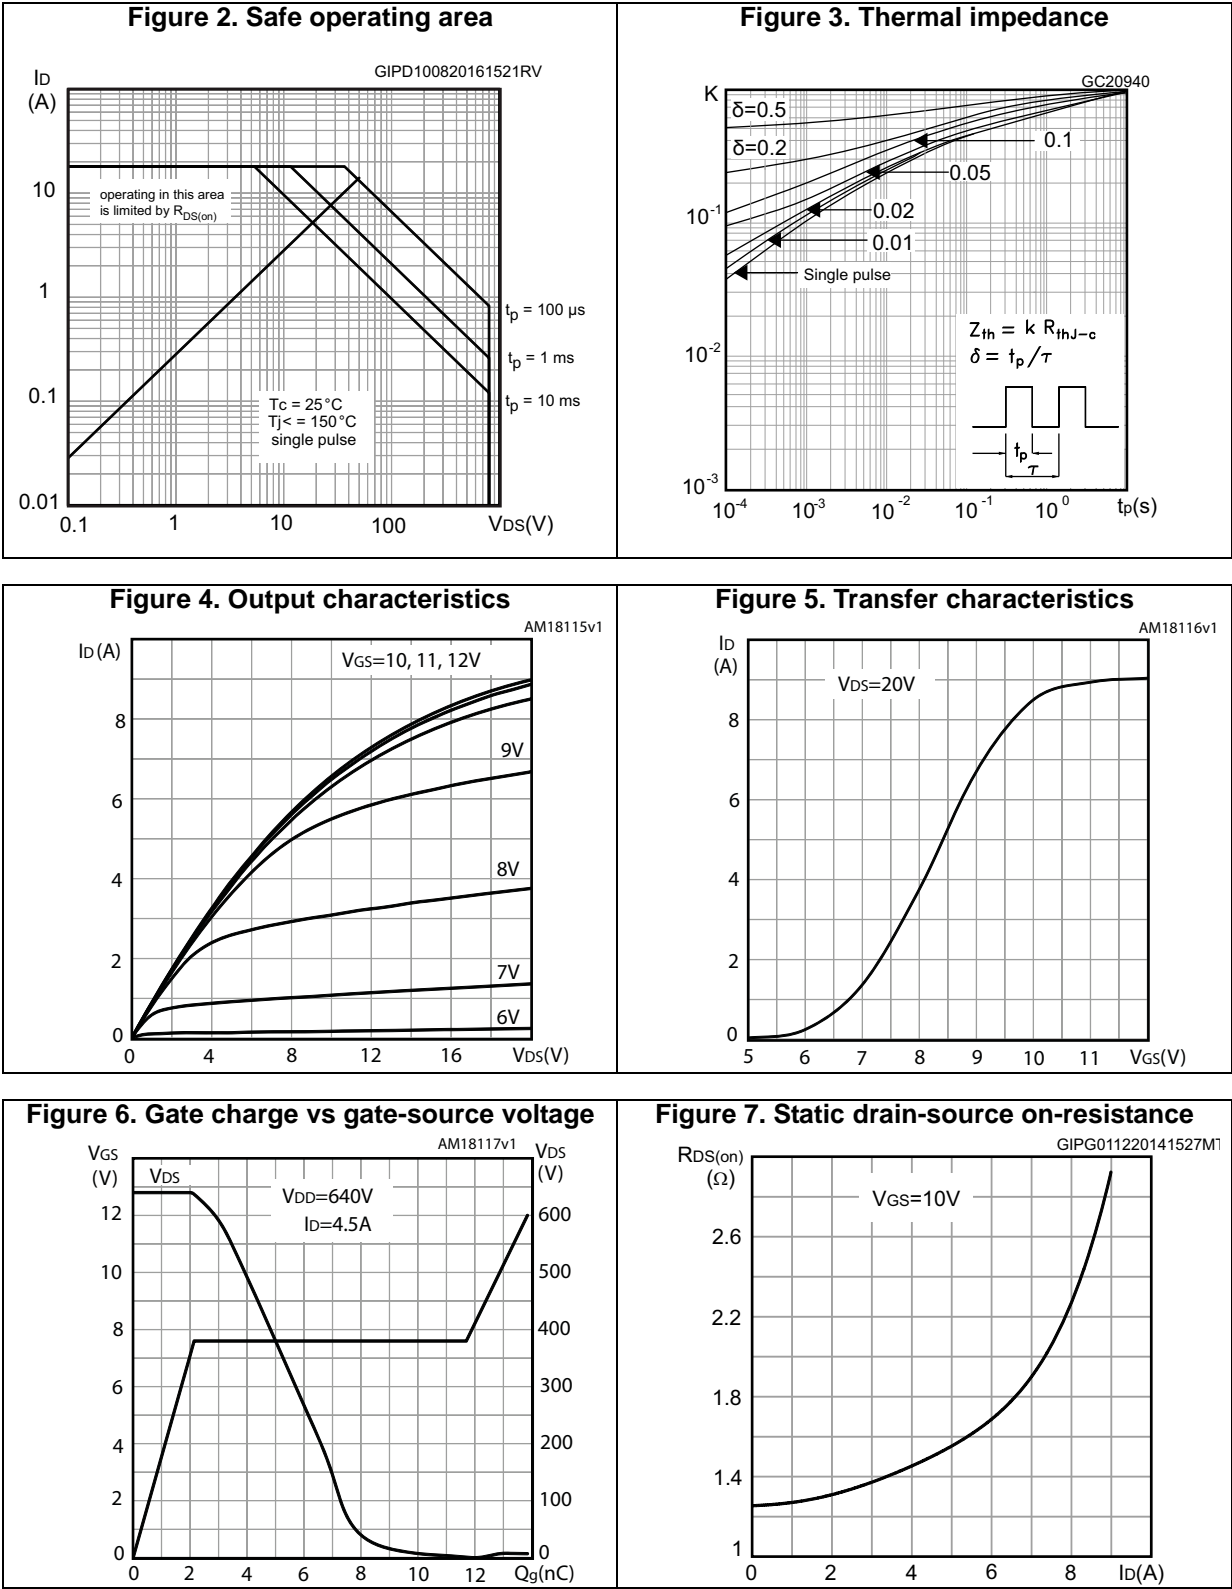 Figure 2. Safe operating area
GIPD100820161521RV
ID
(A)
10
1
0.1
0.01
operating in this area
is limited by RDS(on)
tp = 100 µs
tp = 1 ms
tp = 10 ms
Tc = 25°C
Tj< = 150°C
single pulse
0.1 1 10 100 VDS(V)
Figure 3. Thermal impedance
GC20940
K
δ=0.5
δ=0.2
0.1
0.05
0.02
0.01
Single pulse
10-1
10-2
10-3
Zth = k RthJ-c
δ = tp/τ
tp
τ
10-4 10-3 10-2 10-1 100 tp(s)
Figure 4. Output characteristics
AM18115v1
ID(A)
VGS=10, 11, 12V
9V
8V
7V
6V
8
6
4
2
0
0 4 8 12 16 VDS(V)
Figure 5. Transfer characteristics
AM18116v1
ID
(A)
VDS=20V
8
6
4
2
0
5 6 7 8 9 10 11 VGS(V)
Figure 6. Gate charge vs gate-source voltage
AM18117v1
VGS
(V)
VDS
VDS
(V)
VDD=640V
ID=4.5A
12
10
8
6
4
2
0
600
500
400
300
200
100
0
0 2 4 6 8 10 12 Qg(nC)
Figure 7. Static drain-source on-resistance
GIPG011220141527MT
RDS(on)
(Ω)
VGS=10V
2.6
2.2
1.8
1.4
1
0 2 4 6 8 ID(A)